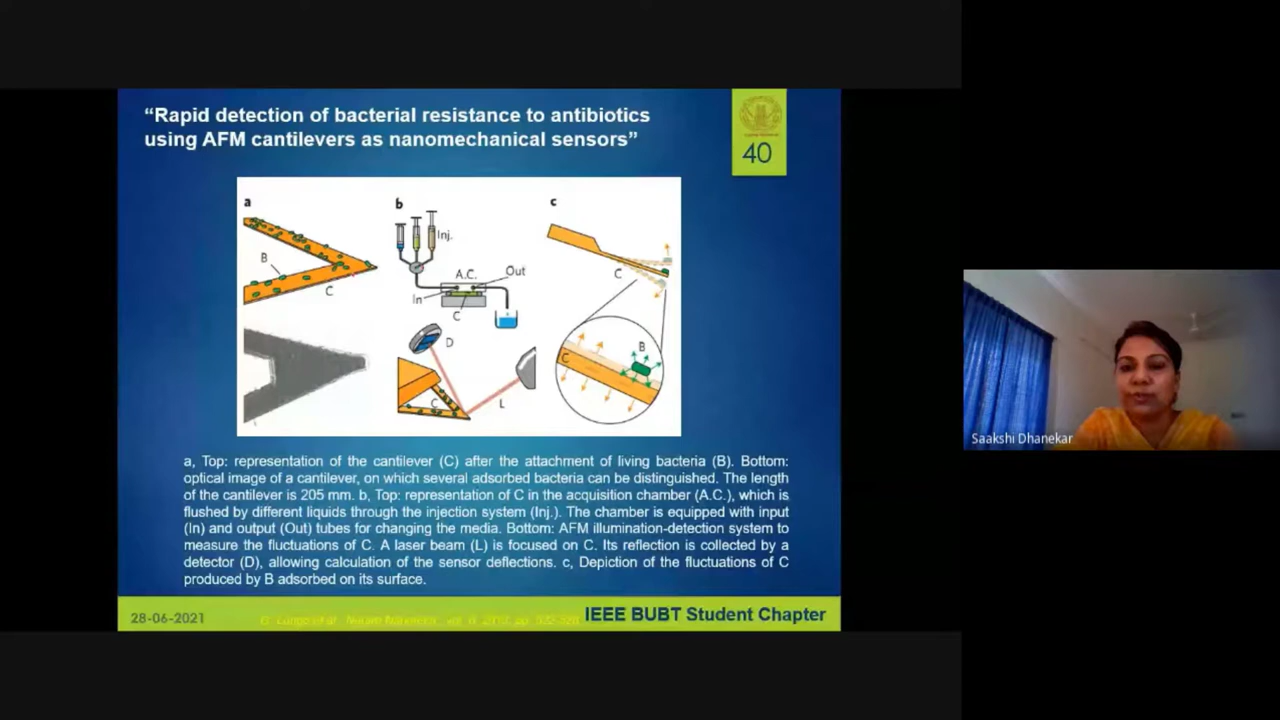 “Rapid detection of bacterial resistance to antibiotics
using AFM cantilevers as nanomechanical sensors”
40
a
B
C
b
Inj.
A.C.
Out
In
C
D
C
L
c
C
C
B
a, Top: representation of the cantilever (C) after the attachment of living bacteria (B). Bottom:
optical image of a cantilever, on which several adsorbed bacteria can be distinguished. The length
of the cantilever is 205 mm. b, Top: representation of C in the acquisition chamber (A.C.), which is
flushed by different liquids through the injection system (Inj.). The chamber is equipped with input
(In) and output (Out) tubes for changing the media. Bottom: AFM illumination-detection system to
measure the fluctuations of C. A laser beam (L) is focused on C. Its reflection is collected by a
detector (D), allowing calculation of the sensor deflections. c, Depiction of the fluctuations of C
produced by B adsorbed on its surface.
28-06-2021
IEEE BUBT Student Chapter
Saakshi Dhanekar